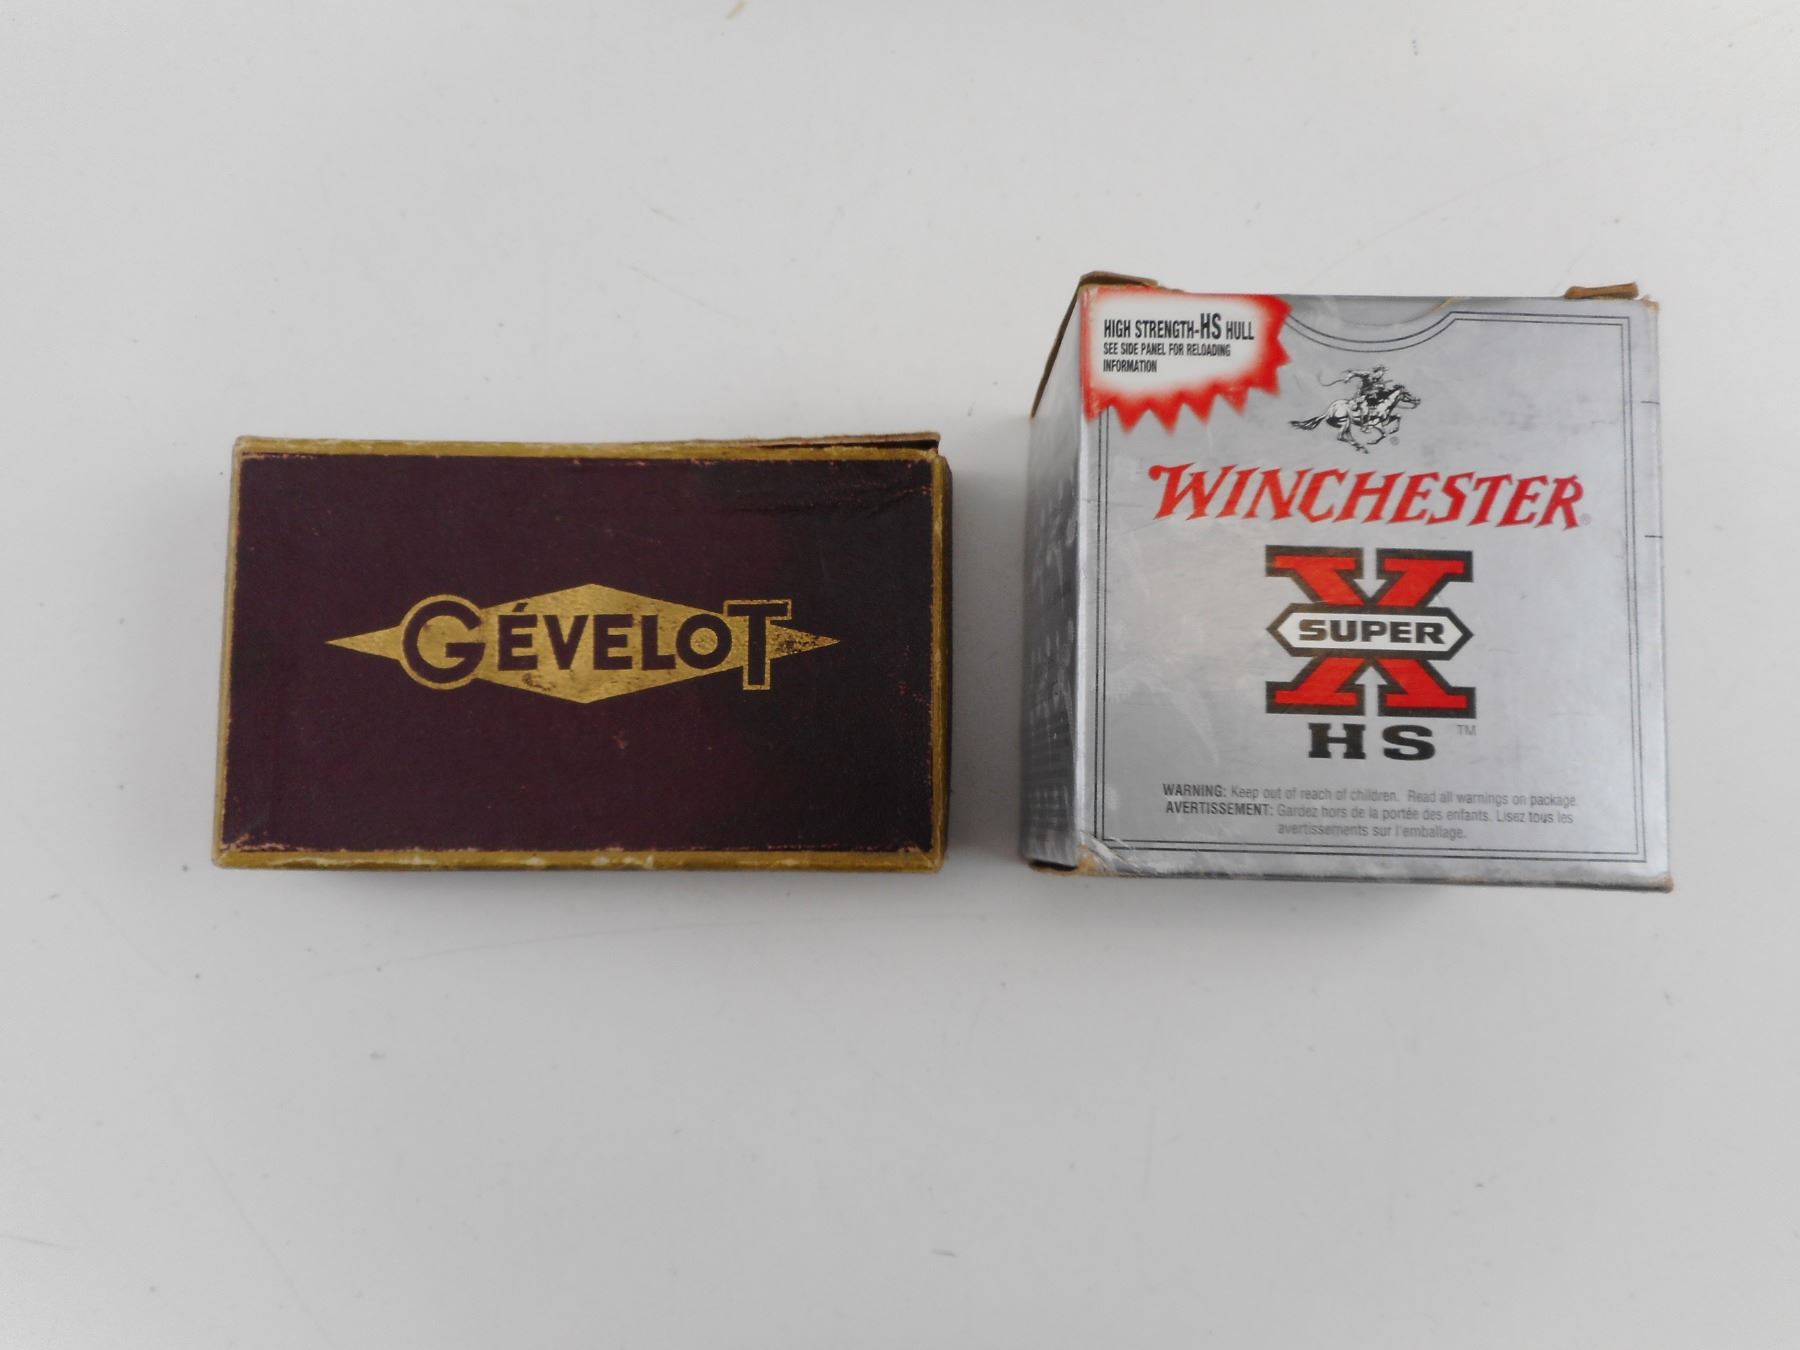 GÉVELOT
HIGH STRENGTH-HS HULL
SEE SIDE PANEL FOR RELOADING
INFORMATION
®
WINCHESTER®
X
SUPER
HS™
WARNING: Keep out of reach of children. Read all warnings on package.
AVERTISSEMENT: Gardez hors de la portée des enfants. Lisez tous les
avertissements sur l'emballage.